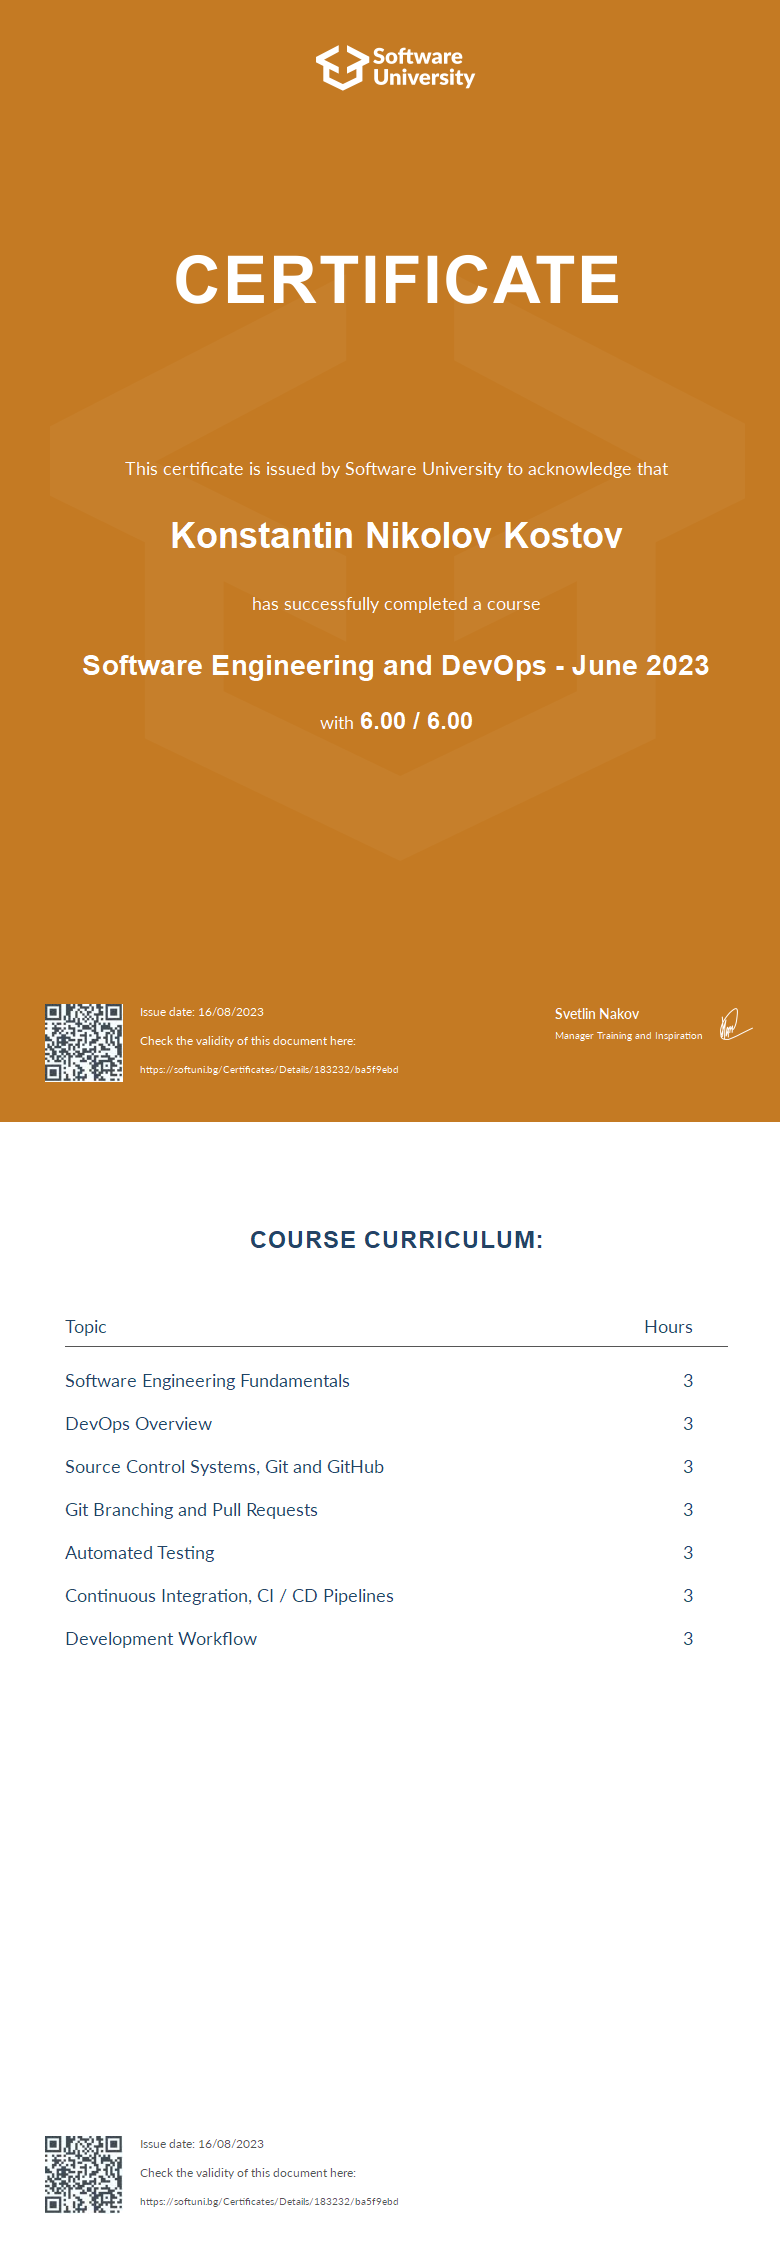 Software
University
CERTIFICATE
This certificate is issued by Software University to acknowledge that
Konstantin Nikolov Kostov
has successfully completed a course
Software Engineering and DevOps - June 2023
with 6.00 / 6.00
Issue date: 16/08/2023
Check the validity of this document here:
https://softuni.bg/Certificates/Details/183232/ba5f9ebd
Svetlin Nakov
Manager Training and Inspiration
COURSE CURRICULUM:
Topic Hours
Software Engineering Fundamentals 3
DevOps Overview 3
Source Control Systems, Git and GitHub 3
Git Branching and Pull Requests 3
Automated Testing 3
Continuous Integration, CI / CD Pipelines 3
Development Workflow 3
Issue date: 16/08/2023
Check the validity of this document here:
https://softuni.bg/Certificates/Details/183232/ba5f9ebd